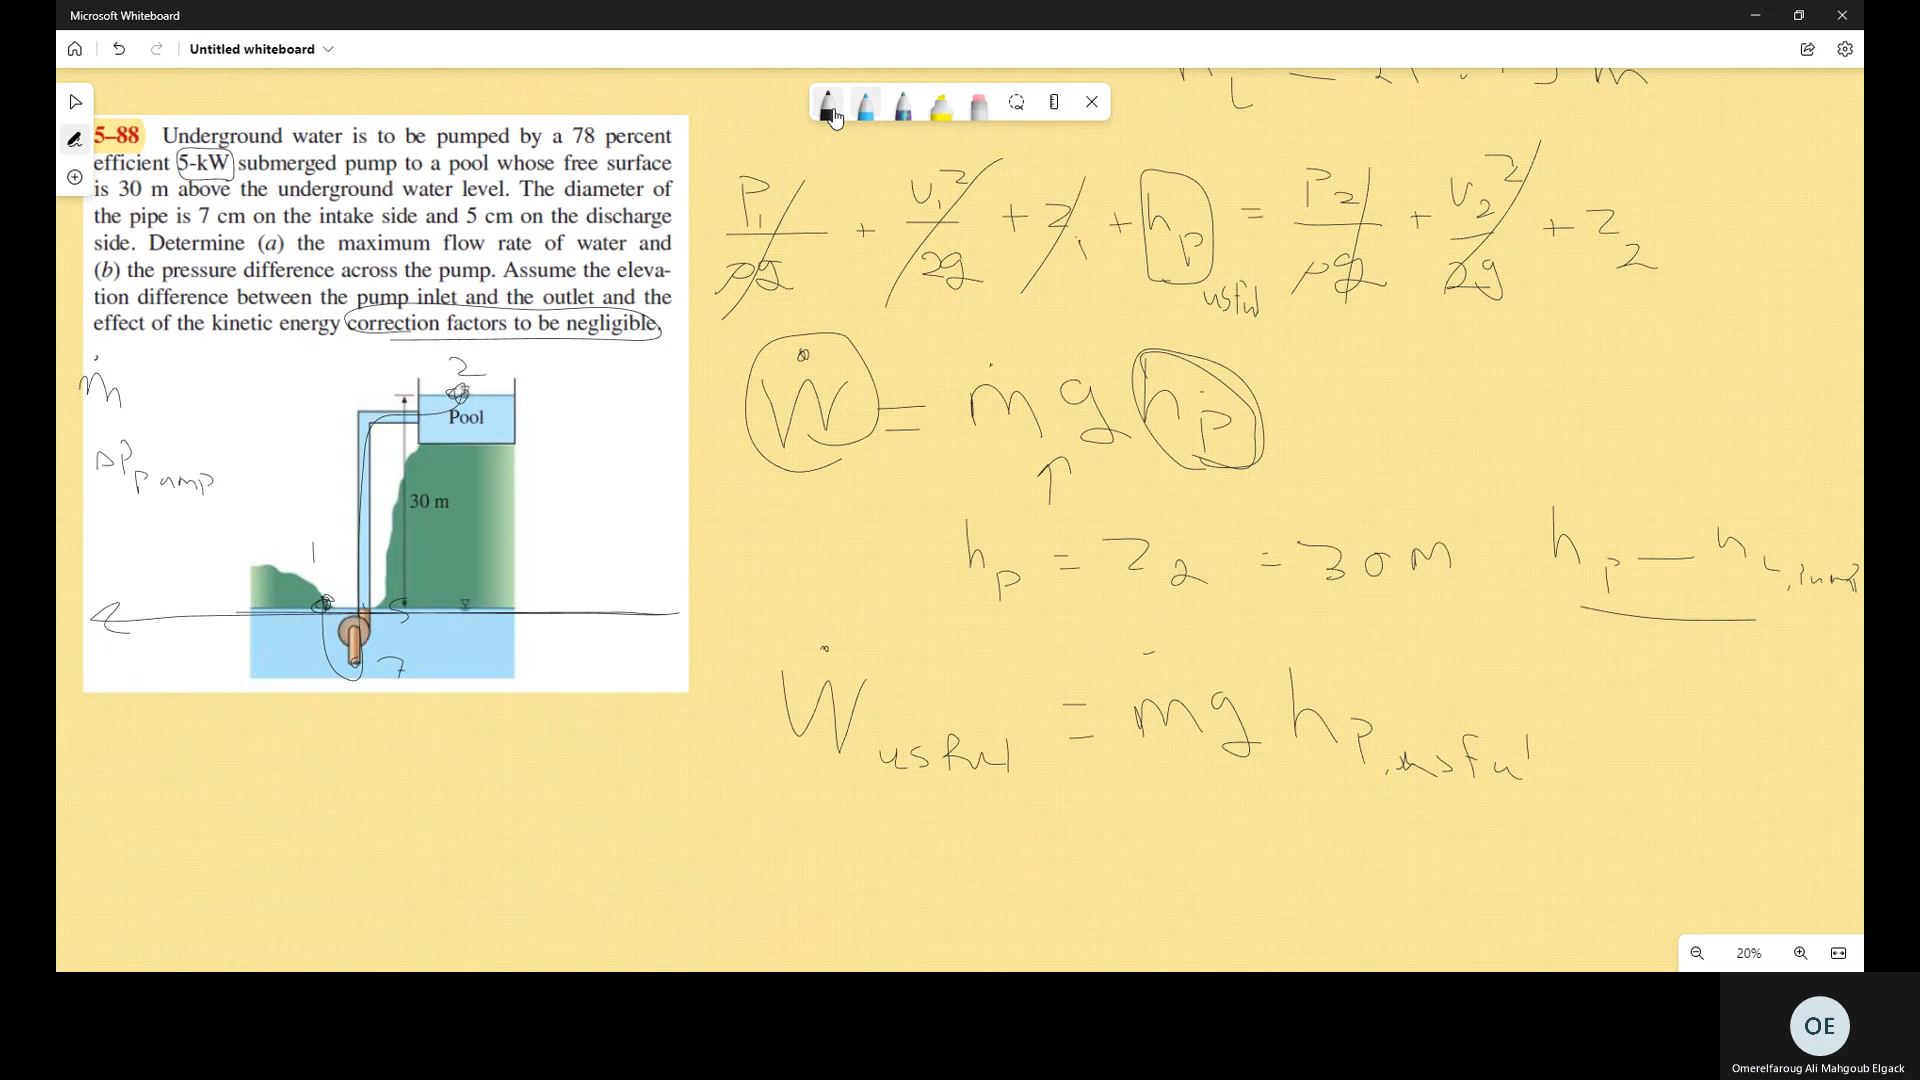 Microsoft Whiteboard
Untitled whiteboard
5–88 Underground water is to be pumped by a 78 percent
efficient 5-kW submerged pump to a pool whose free surface
is 30 m above the underground water level. The diameter of
the pipe is 7 cm on the intake side and 5 cm on the discharge
side. Determine (a) the maximum flow rate of water and
(b) the pressure difference across the pump. Assume the eleva-
tion difference between the pump inlet and the outlet and the
effect of the kinetic energy correction factors to be negligible.
ṁ
ΔP pump
2
Pool
30 m
1
5
7
P₁/ρg + v₁²/2g + z₁ + hp = P₂/ρg + v₂²/2g + z₂
Ẇ = ṁ g hp
hp = z₂ = 30 m
Ẇ usful = ṁg hp,usful
20%
OE
Omerelfaroug Ali Mahgoub Elgack